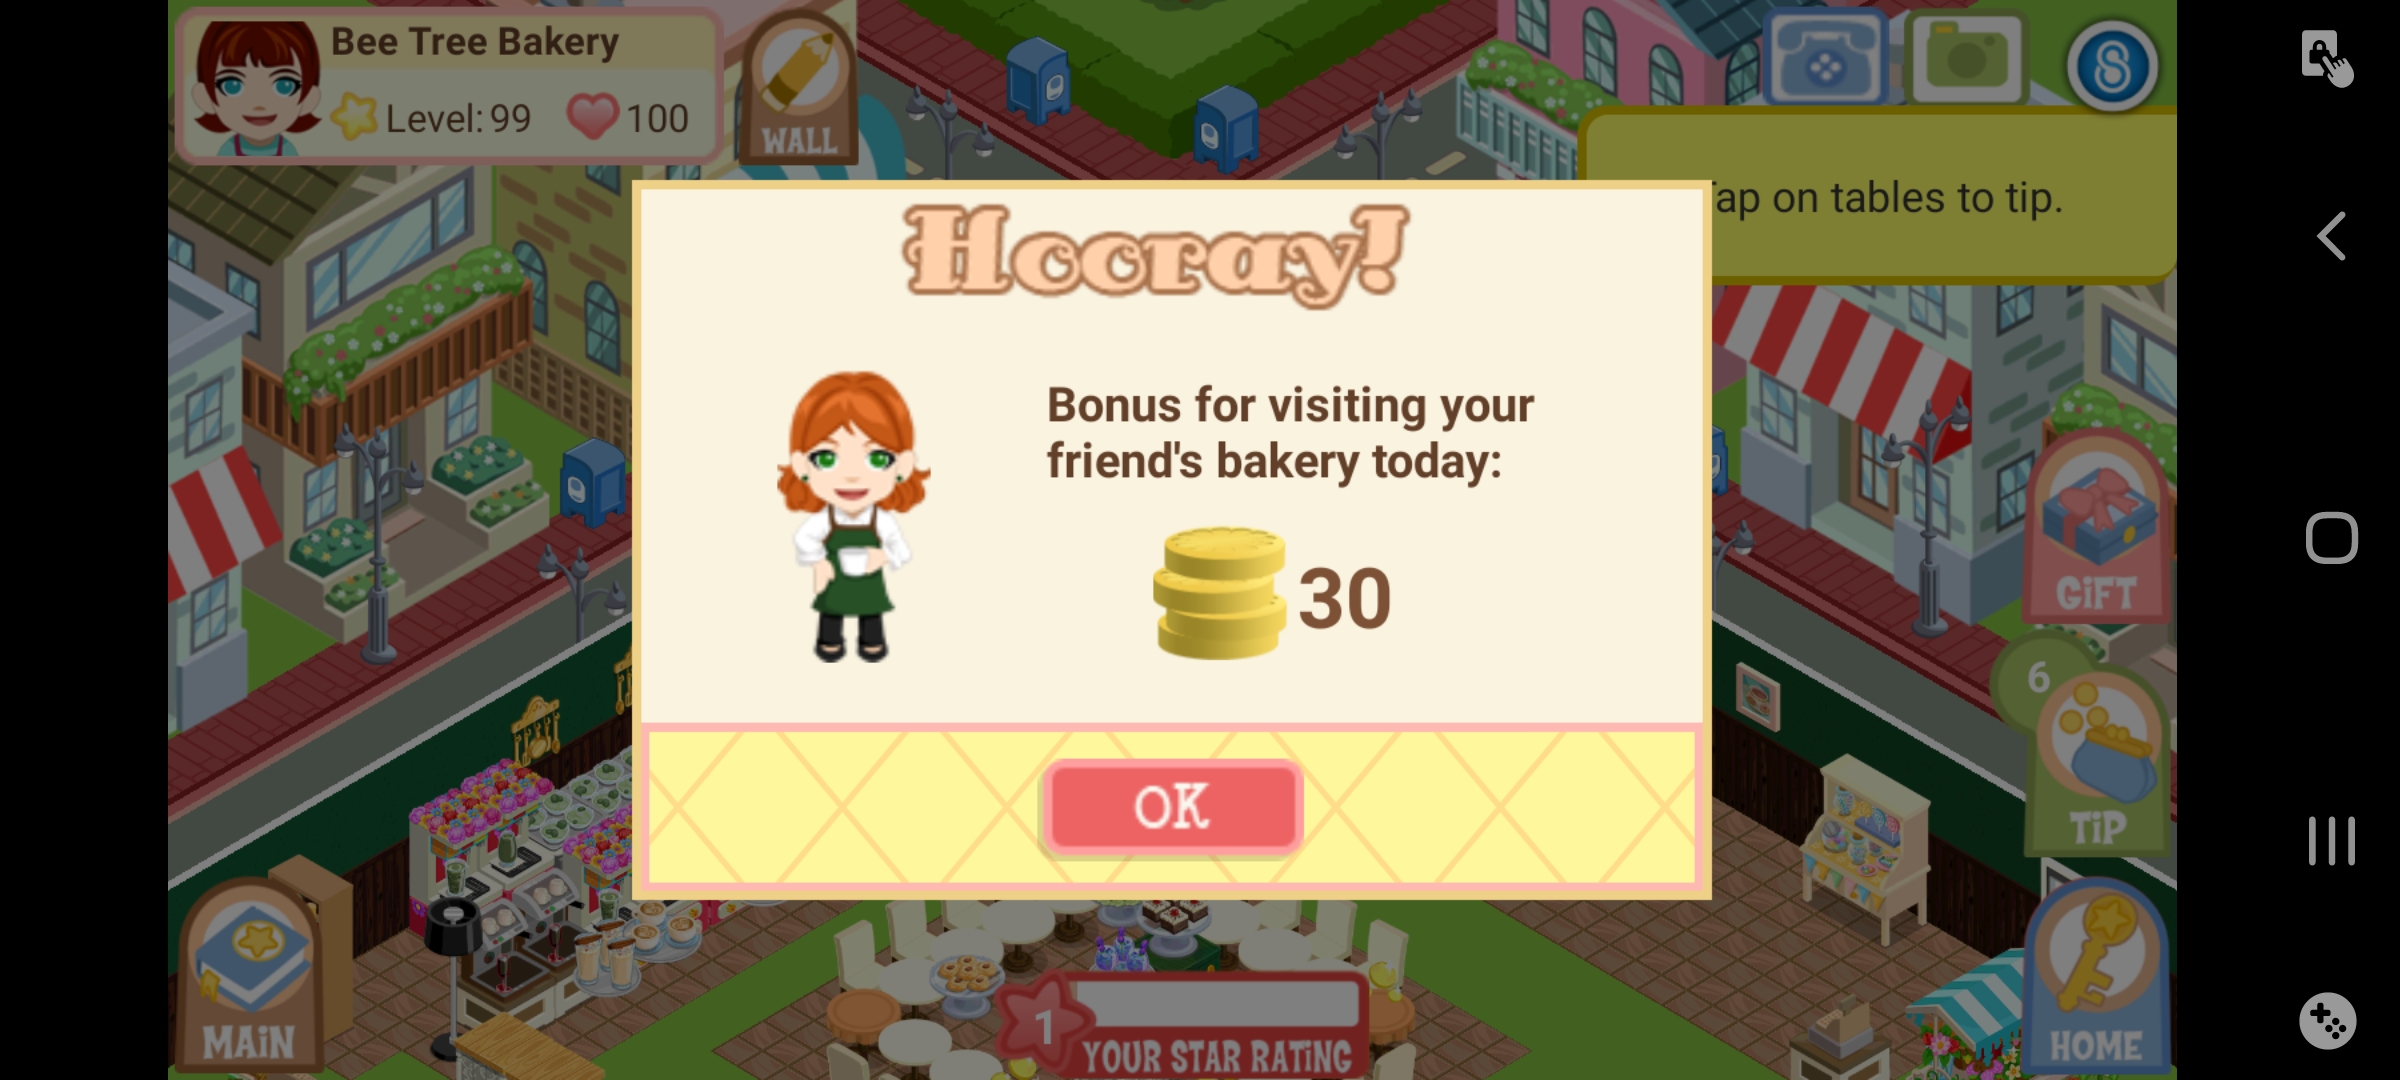 Bee Tree Bakery
Level: 99
100
WALL
Tap on tables to tip.
Hooray!
Bonus for visiting your
friend's bakery today:
30
OK
GiFT
6
TiP
MAiN
1
YOUR STAR RATiNG
HOME